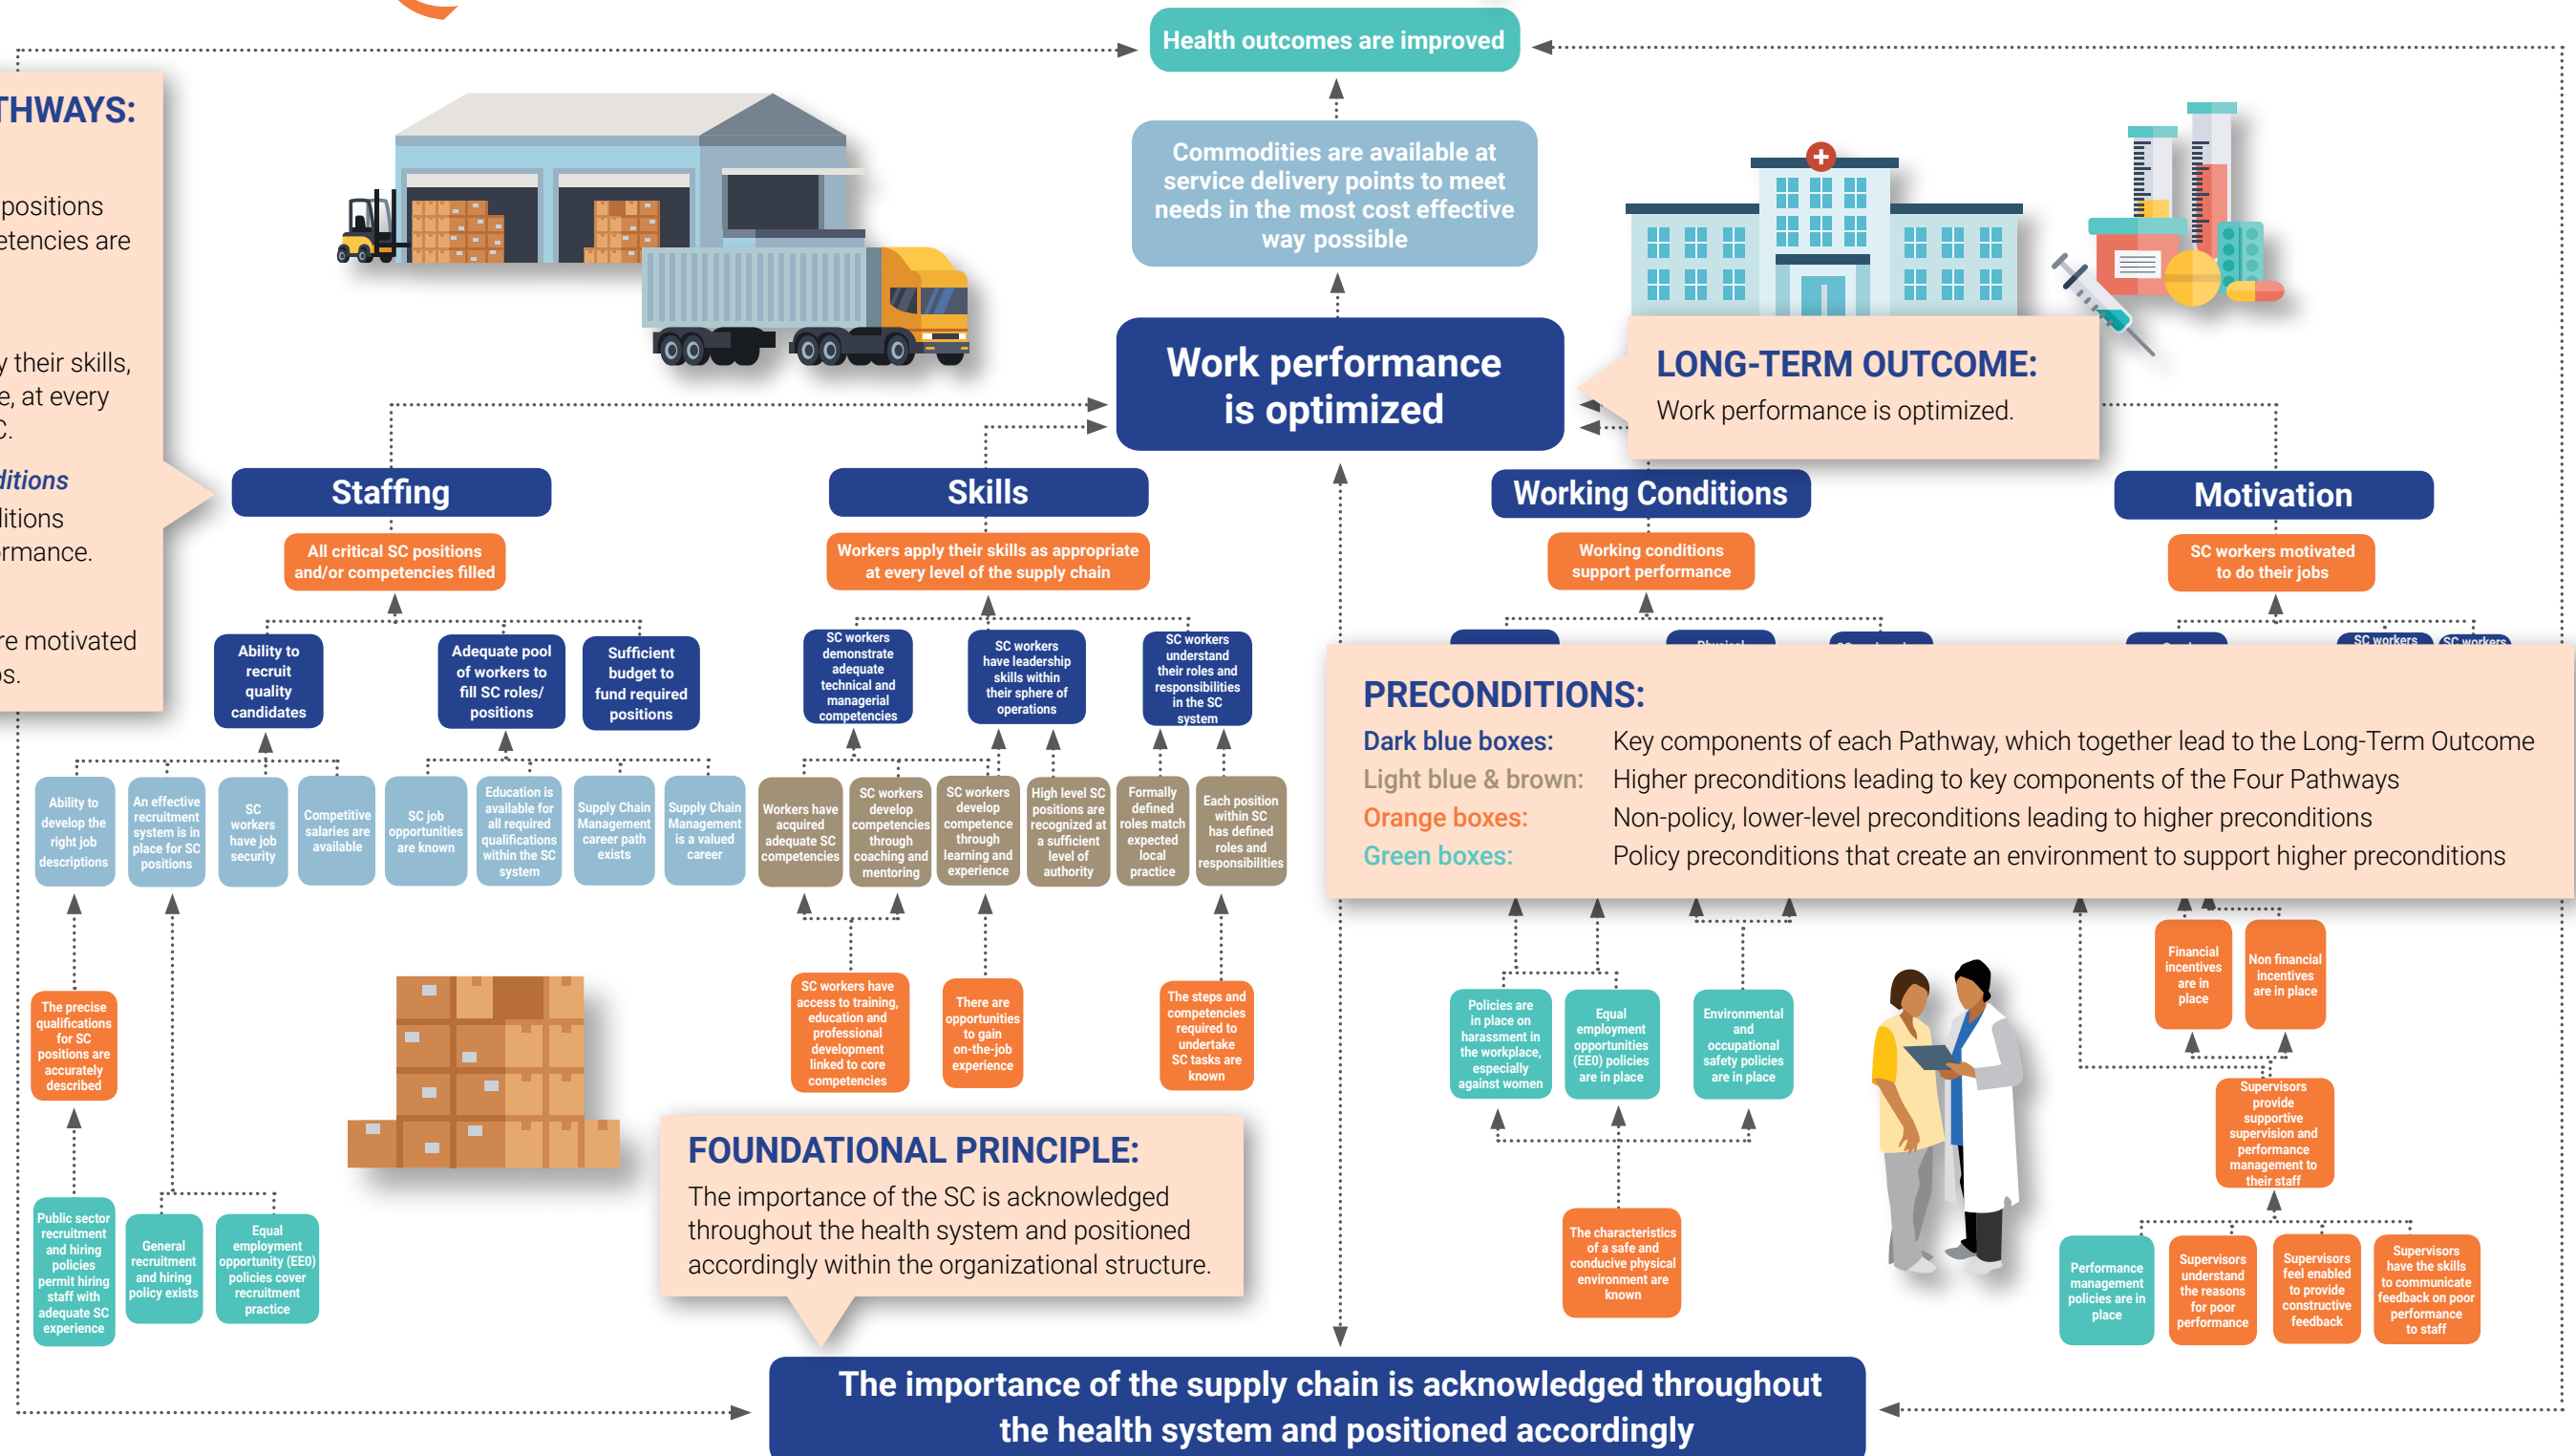 Health outcomes are improved
Commodities are available at
service delivery points to meet
needs in the most cost effective
way possible
Work performance
is optimized
LONG-TERM OUTCOME:
Work performance is optimized.
THWAYS:
positions
etencies are
y their skills,
e, at every
C.
ditions
litions
ormance.
re motivated
os.
Staffing
All critical SC positions
and/or competencies filled
Ability to
recruit
quality
candidates
Adequate pool
of workers to
fill SC roles/
positions
Sufficient
budget to
fund required
positions
Ability to
develop the
right job
descriptions
An effective
recruitment
system is in
place for SC
positions
SC
workers
have job
security
Competitive
salaries are
available
SC job
opportunities
are known
Education is
available for
all required
qualifications
within the SC
system
Supply Chain
Management
career path
exists
Supply Chain
Management
is a valued
career
The precise
qualifications
for SC
positions are
accurately
described
Public sector
recruitment
and hiring
policies
permit hiring
staff with
adequate SC
experience
General
recruitment
and hiring
policy exists
Equal
employment
opportunity (EE0)
policies cover
recruitment
practice
Skills
Workers apply their skills as appropriate
at every level of the supply chain
SC workers
demonstrate
adequate
technical and
managerial
competencies
SC workers
have leadership
skills within
their sphere of
operations
SC workers
understand
their roles and
responsibilities
in the SC
system
Workers have
acquired
adequate SC
competencies
SC workers
develop
competencies
through
coaching and
mentoring
SC workers
develop
competence
through
learning and
experience
High level SC
positions are
recognized at
a sufficient
level of
authority
Formally
defined
roles match
expected
local
practice
Each position
within SC
has defined
roles and
responsibilities
SC workers have
access to training,
education and
professional
development
linked to core
competencies
There are
opportunities
to gain
on-the-job
experience
The steps and
competencies
required to
undertake
SC tasks are
known
Working Conditions
Working conditions
support performance
Physical
Motivation
SC workers motivated
to do their jobs
SC workers
SC workers
PRECONDITIONS:
Dark blue boxes: Key components of each Pathway, which together lead to the Long-Term Outcome
Light blue & brown: Higher preconditions leading to key components of the Four Pathways
Orange boxes: Non-policy, lower-level preconditions leading to higher preconditions
Green boxes: Policy preconditions that create an environment to support higher preconditions
Policies are
in place on
harassment in
the workplace,
especially
against women
Equal
employment
opportunities
(EE0) policies
are in place
Environmental
and
occupational
safety policies
are in place
The characteristics
of a safe and
conducive physical
environment are
known
Financial
incentives
are in
place
Non financial
incentives
are in place
Supervisors
provide
supportive
supervision and
performance
management to
their staff
Performance
management
policies are in
place
Supervisors
understand
the reasons
for poor
performance
Supervisors
feel enabled
to provide
constructive
feedback
Supervisors
have the skills
to communicate
feedback on poor
performance
to staff
FOUNDATIONAL PRINCIPLE:
The importance of the SC is acknowledged
throughout the health system and positioned
accordingly within the organizational structure.
The importance of the supply chain is acknowledged throughout
the health system and positioned accordingly